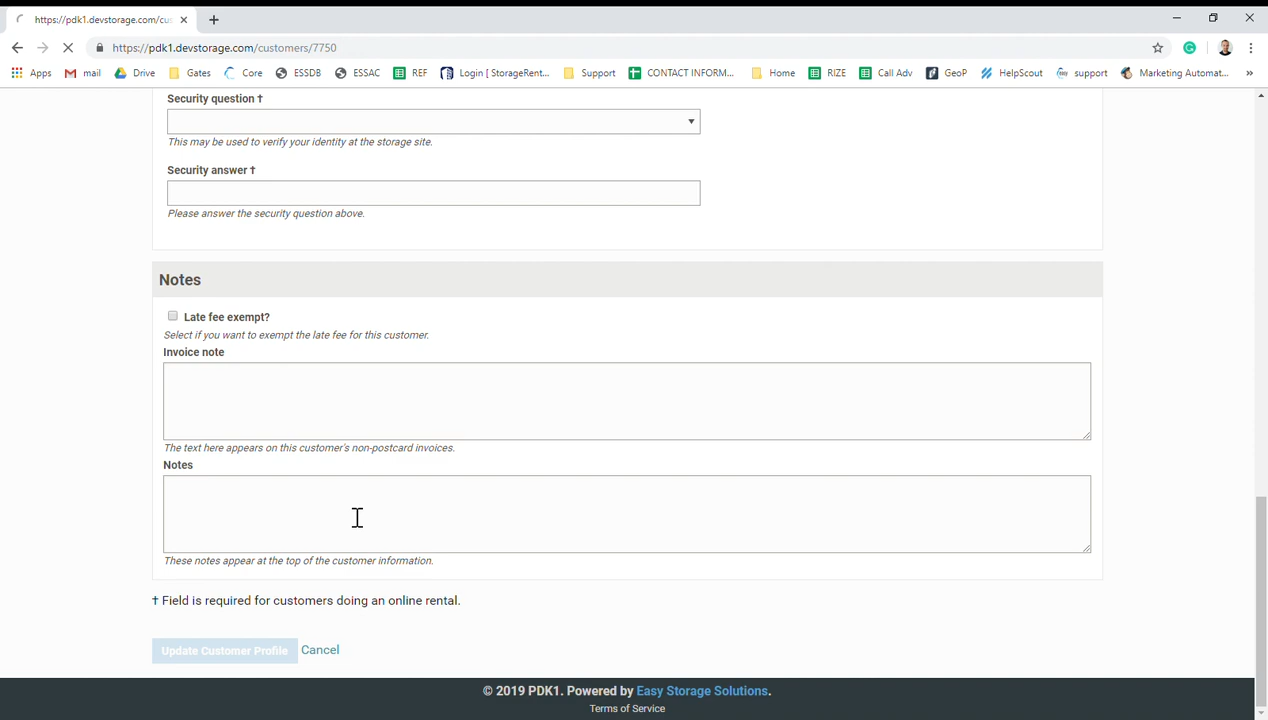 https://pdk1.devstorage.com/cu
https://pdk1.devstorage.com/customers/7750
Apps mail Drive Gates Core ESSDB ESSAC REF Login [ StorageRent... Support CONTACT INFORM... Home RIZE Call Adv GeoP HelpScout support Marketing Automat... »
Security question †
This may be used to verify your identity at the storage site.
Security answer †
Please answer the security question above.
Notes
Late fee exempt?
Select if you want to exempt the late fee for this customer.
Invoice note
The text here appears on this customer's non-postcard invoices.
Notes
These notes appear at the top of the customer information.
† Field is required for customers doing an online rental.
Update Customer Profile Cancel
© 2019 PDK1. Powered by Easy Storage Solutions.
Terms of Service